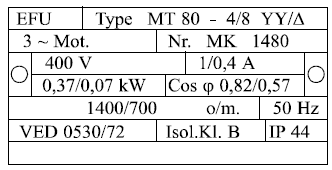 EFU Type MT 80 - 4/8 YY/Δ
3 ~ Mot. Nr. MK 1480
400 V 1/0,4 A
0,37/0,07 kW Cos φ 0,82/0,57
1400/700 o/m. 50 Hz
VED 0530/72 Isol.Kl. B IP 44